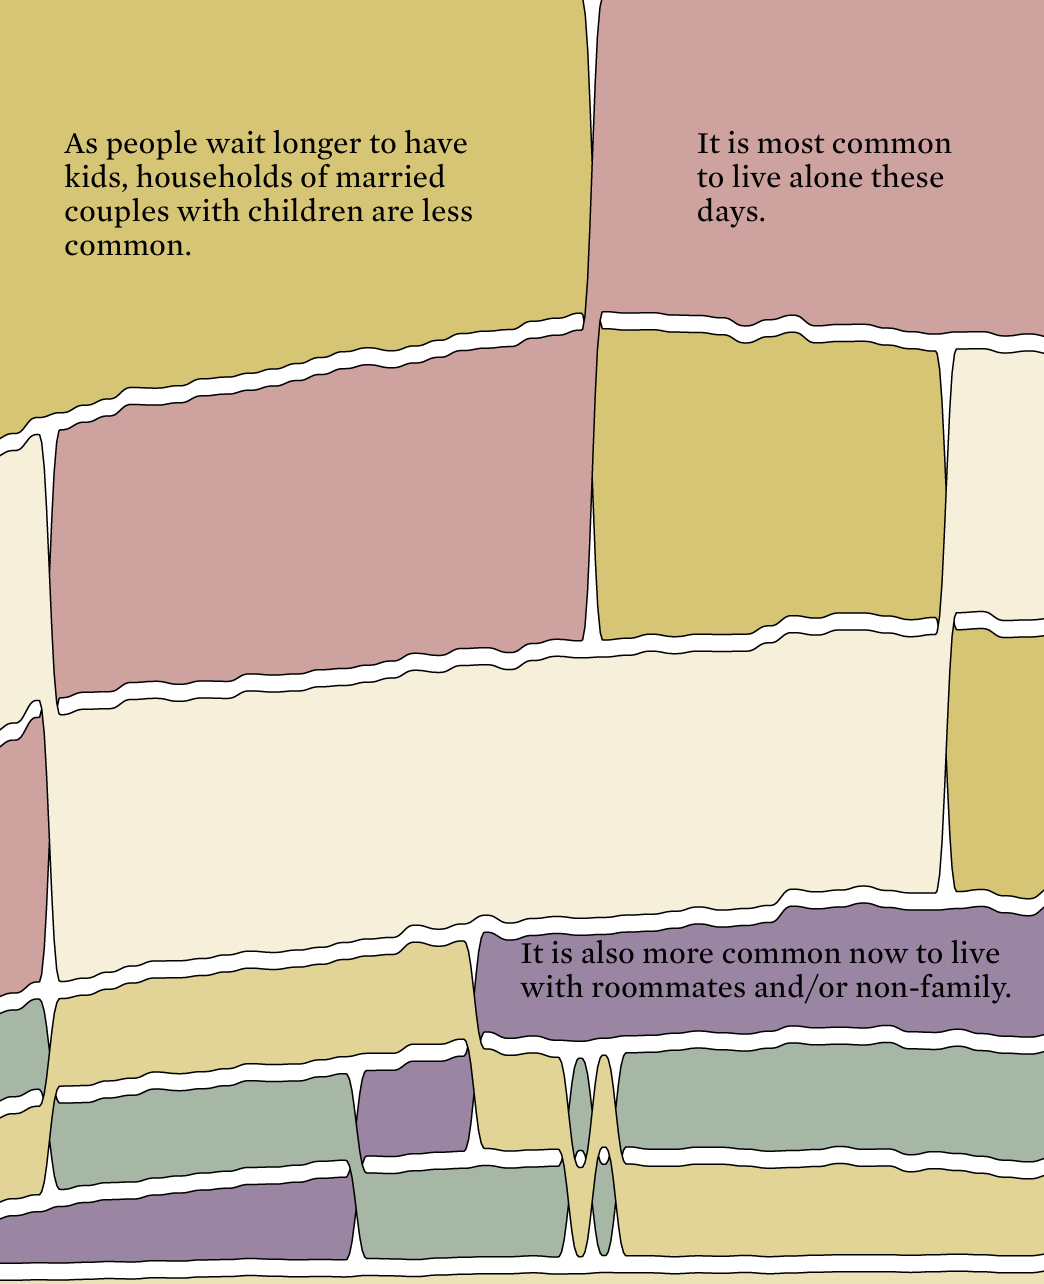 As people wait longer to have
kids, households of married
couples with children are less
common.
It is most common
to live alone these
days.
It is also more common now to live
with roommates and/or non-family.